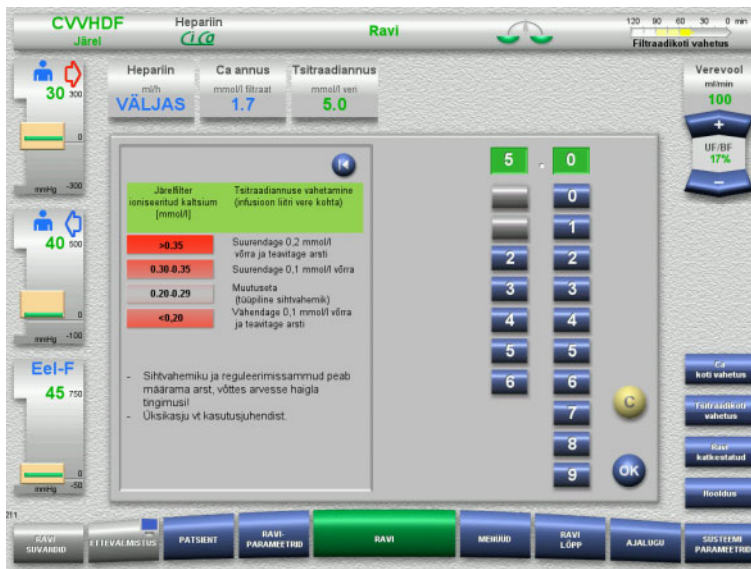 CVVHDF
Järel
Hepariin
CiCa
Ravi
120 90 60 30 0 min
Filtraadikoti vahetus
30 300
0
mmHg -300
40 500
0
mmHg -100
Eel-F
45 750
0
mmHg -50
Hepariin
ml/h
VÄLJAS
Ca annus
mmol/l filtraat
1.7
Tsitraadiannus
mmol/l veri
5.0
Verevool
ml/min
100
+
UF/BF
17%
−
Järelfilter
ioniseeritud kaltsium
[mmol/l]
Tsitraadiannuse vahetamine
(infusioon liitri vere kohta)
>0.35
Suurendage 0,2 mmol/l
võrra ja teavitage arsti
0.30-0.35
Suurendage 0,1 mmol/l võrra
0.20-0.29
Muutuseta
(tüüpiline sihtvahemik)
<0,20
Vähendage 0,1 mmol/l võrra
ja teavitage arsti
- Sihtvahemiku ja reguleerimissammud peab
määrama arst, võttes arvesse haigla
tingimusi!
- Üksikasju vt kasutusjuhendist.
5 . 0
0
1
2 2
3 3
4 4
5 5
6 6
7
8
9
C
OK
Ca
koti vahetus
Tsitraadikoti
vahetus
Ravi
katkestatud
Hooldus
211
RAVI
SUVANDID
ETTEVALMISTUS
PATSIENT
RAVI-
PARAMEETRID
RAVI
MENÜÜD
RAVI
LÕPP
AJALUGU
SÜSTEEMI
PARAMEETRID